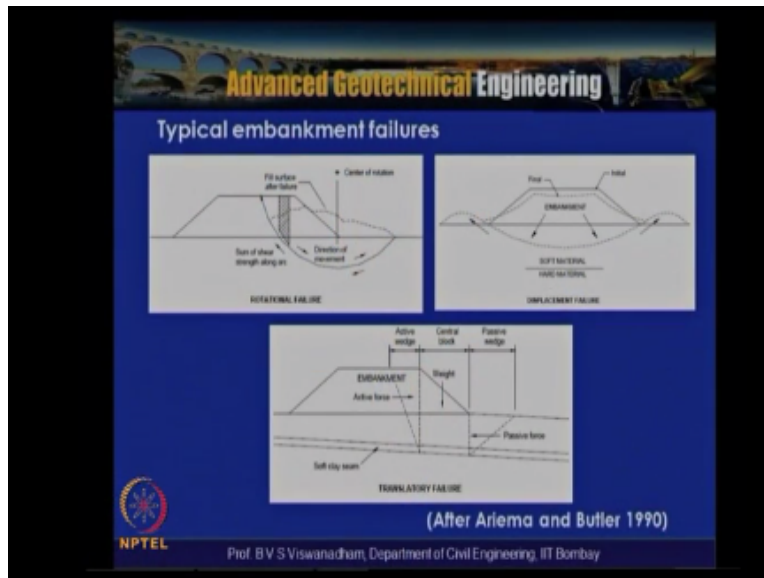 Advanced Geotechnical Engineering
Typical embankment failures
Fill surface
after failure
Center of rotation
Sum of shear
strength along arc
Direction of
movement
ROTATIONAL FAILURE
Final
Initial
EMBANKMENT
SOFT MATERIAL
HARD MATERIAL
DISPLACEMENT FAILURE
Active
wedge
Central
block
Passive
wedge
EMBANKMENT
Weight
Active force
Passive force
Soft clay seam
TRANSLATORY FAILURE
(After Ariema and Butler 1990)
NPTEL
Prof. B V S Viswanadham, Department of Civil Engineering, IIT Bombay